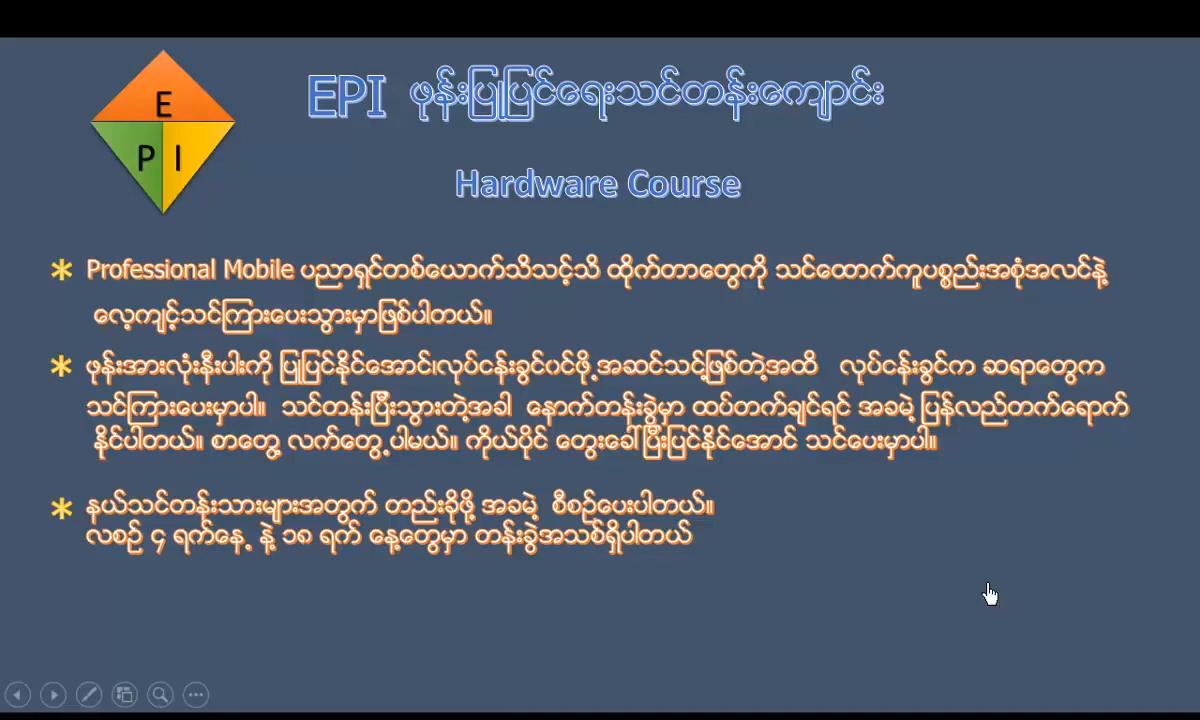 E
P I
EPI ဖုန်းပြုပြင်ရေးသင်တန်းကျောင်း
Hardware Course
* Professional Mobile ပညာရှင်တစ်ယောက်သိသင့်သိ ထိုက်တာတွေကို သင်ထောက်ကူပစ္စည်းအစုံအလင်နဲ့
လေ့ကျင့်သင်ကြားပေးသွားမှာဖြစ်ပါတယ်။
* ဖုန်းအားလုံးနီးပါးကို ပြုပြင်နိုင်အောင်၊လုပ်ငန်းခွင်ဝင်ဖို့အဆင်သင့်ဖြစ်တဲ့အထိ လုပ်ငန်းခွင်က ဆရာတွေက
သင်ကြားပေးမှာပါ။ သင်တန်းပြီးသွားတဲ့အခါ နောက်တန်းခွဲမှာ ထပ်တက်ချင်ရင် အခမဲ့ ပြန်လည်တက်ရောက်
နိုင်ပါတယ်။ စာတွေ့ လက်တွေ့ပါမယ်။ ကိုယ်ပိုင် တွေးခေါ်ပြီးပြင်နိုင်အောင် သင်ပေးမှာပါ။
* နယ်သင်တန်းသားများအတွက် တည်းခိုဖို့ အခမဲ့ စီစဉ်ပေးပါတယ်။
လစဉ် ၄ ရက်နေ့ နဲ့ ၁၈ ရက် နေ့တွေမှာ တန်းခွဲအသစ်ရှိပါတယ်